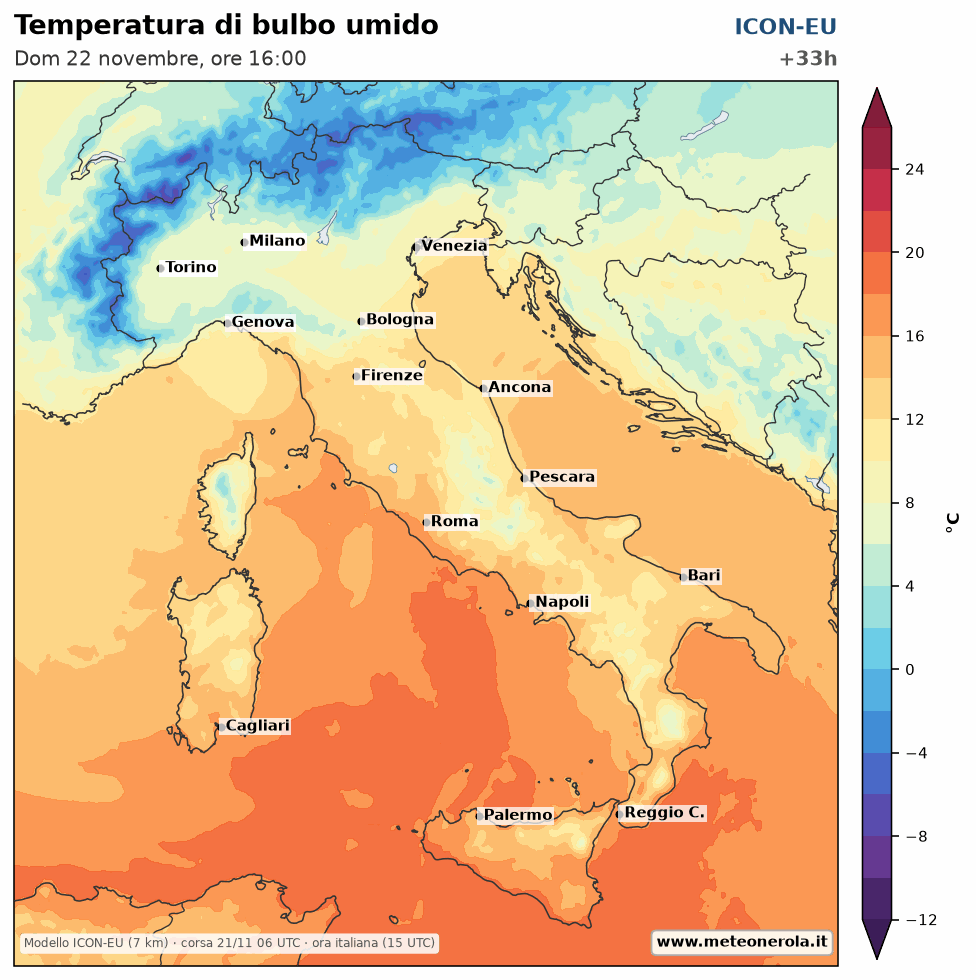 Temperatura di bulbo umido
ICON-EU
Dom 22 novembre, ore 16:00
+33h
Milano
Venezia
Torino
Genova
Bologna
Firenze
Ancona
Pescara
Roma
Bari
Napoli
Cagliari
Palermo
Reggio C.
24
20
16
12
8
4
0
−4
−8
−12
°C
Modello ICON-EU (7 km) · corsa 21/11 06 UTC · ora italiana (15 UTC)
www.meteonerola.it